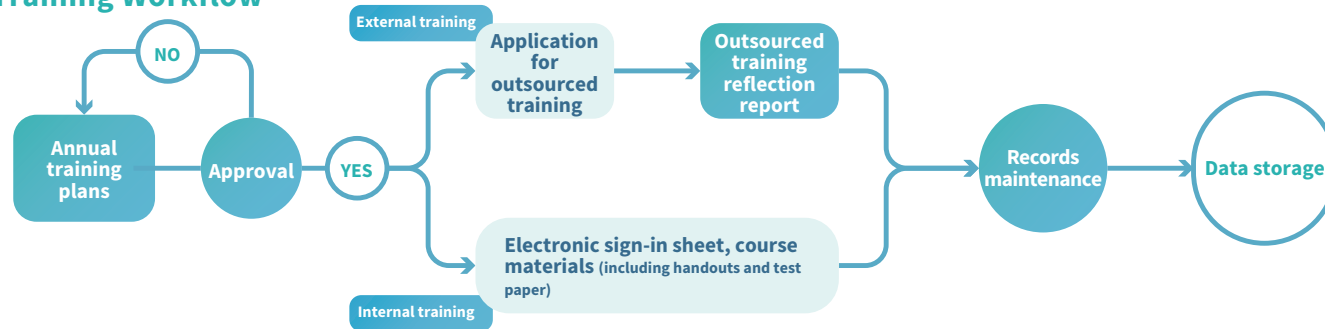 Training Workflow
External training
NO
Application
for
outsourced
training
Outsourced
training
reflection
report
Annual
training
plans
Approval
YES
Records
maintenance
Data storage
Electronic sign-in sheet, course
materials (including handouts and test
paper)
Internal training